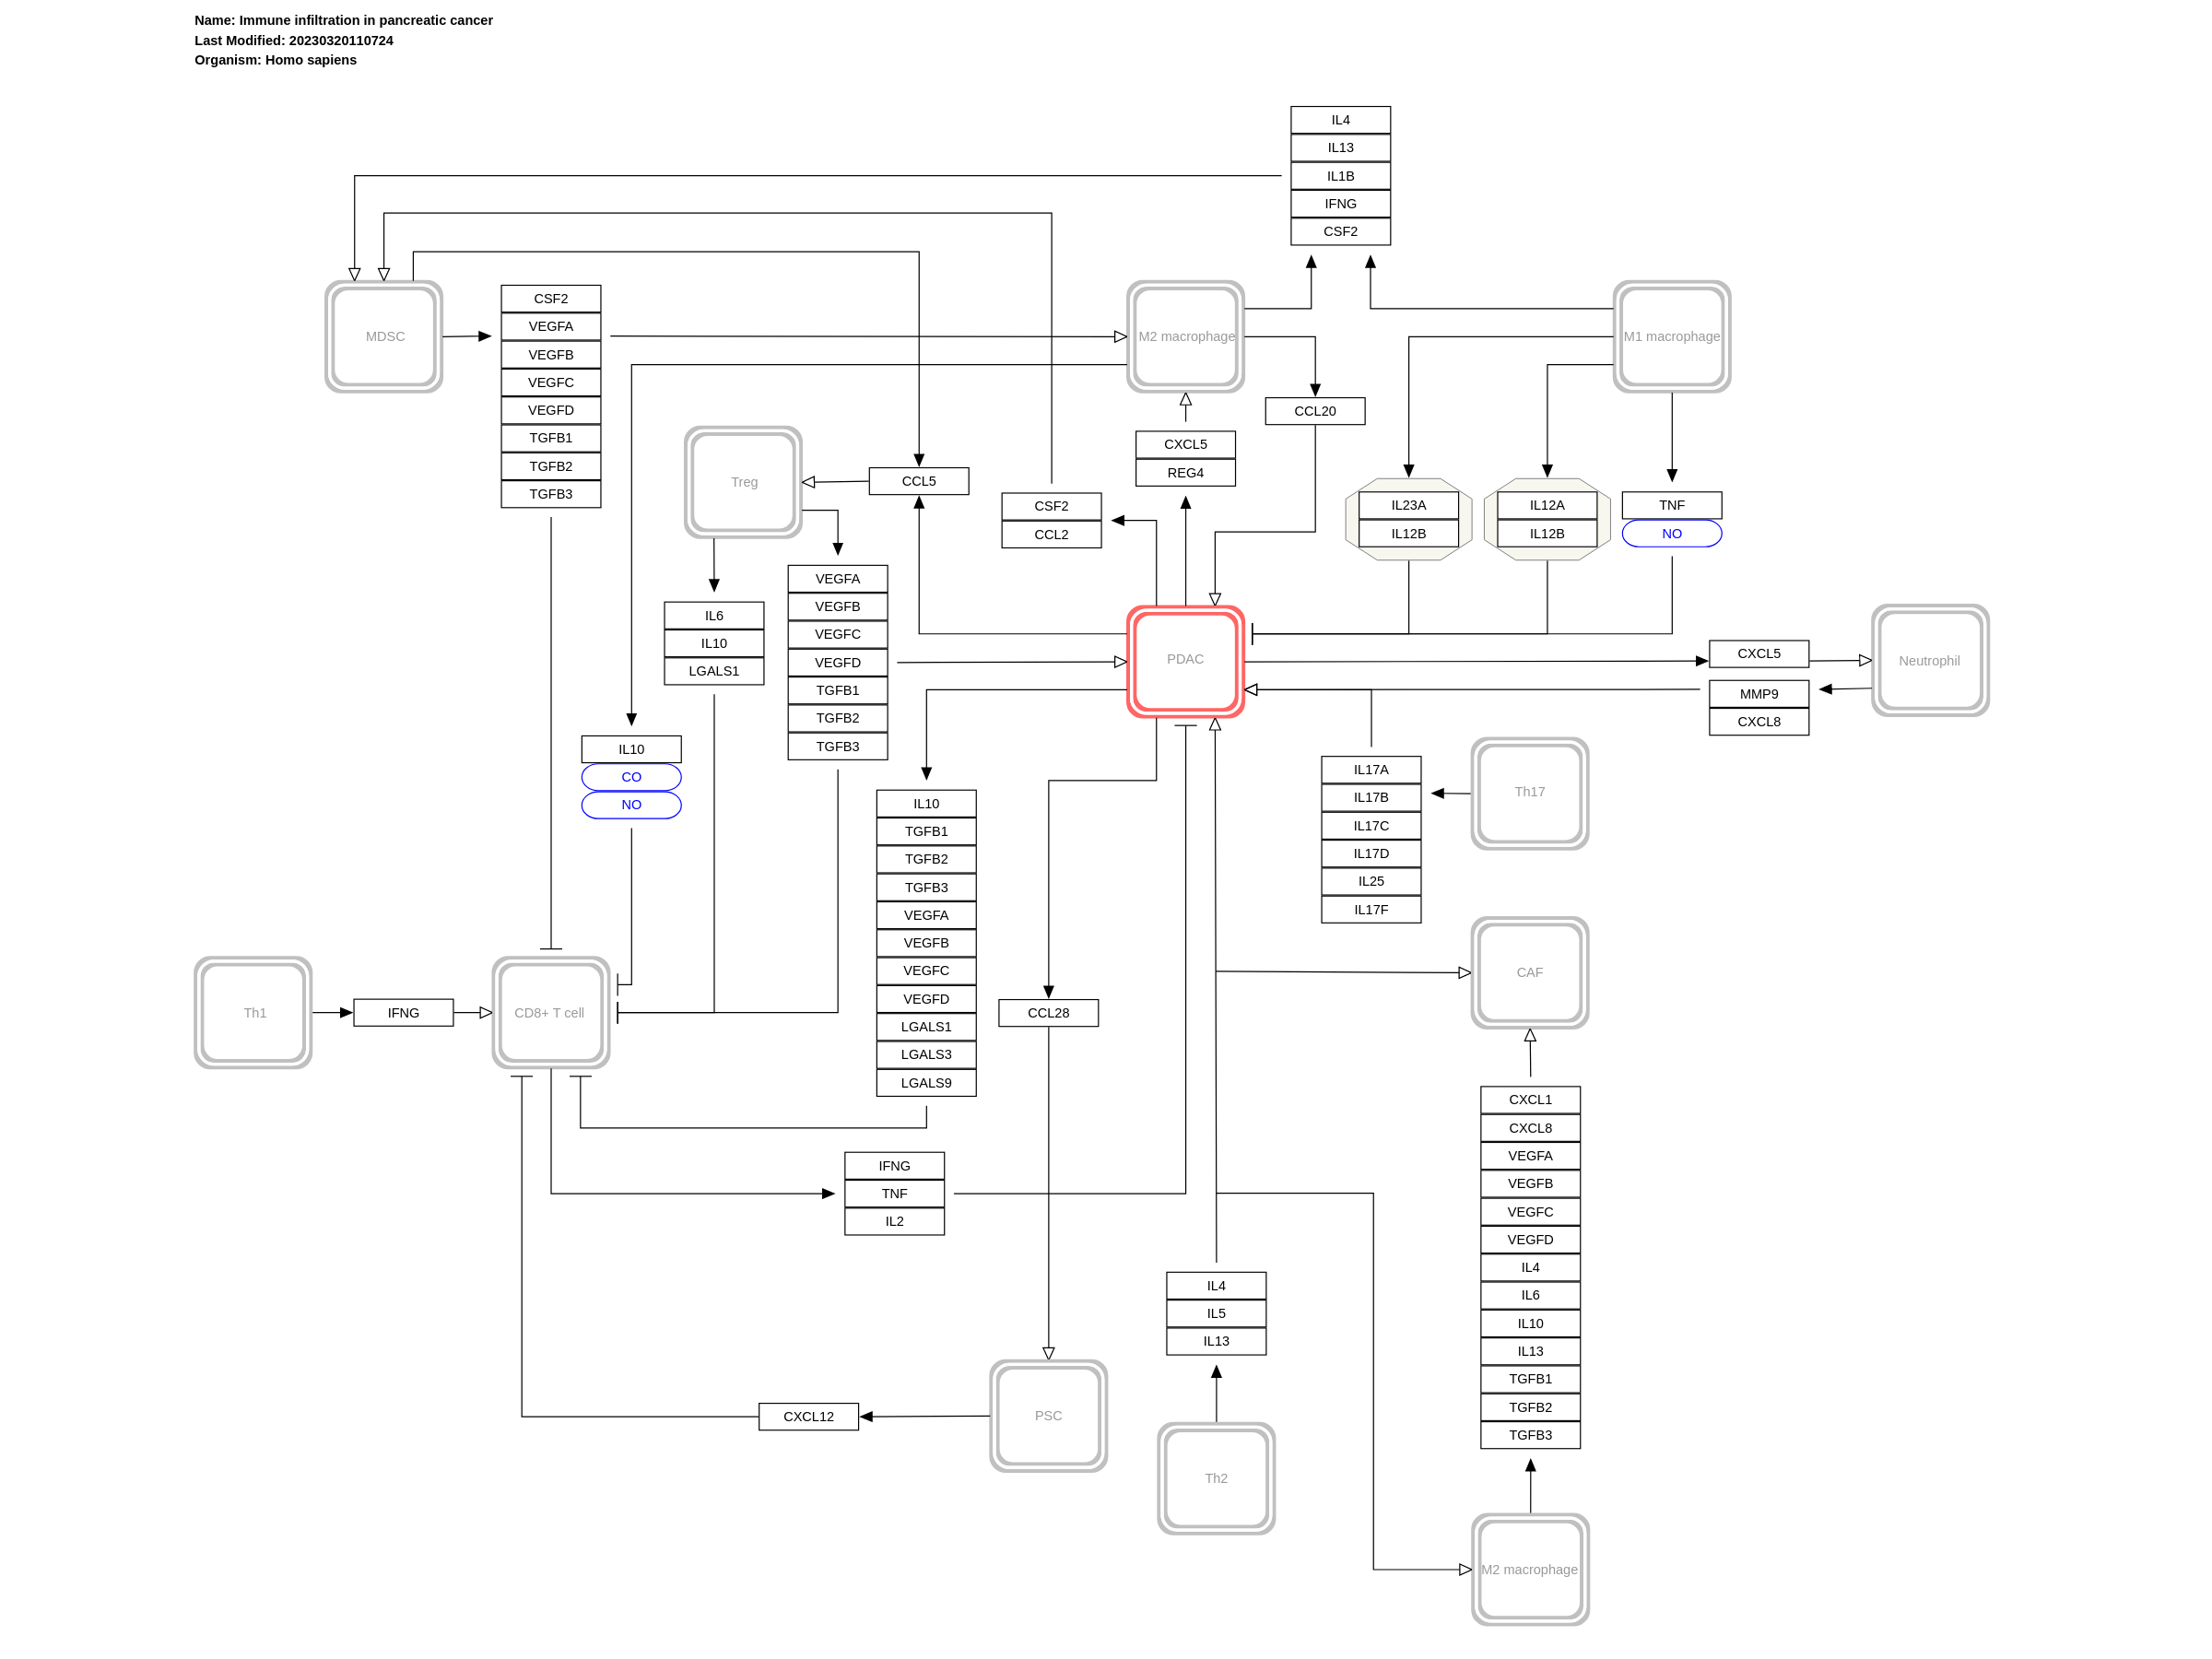 Name: Immune infiltration in pancreatic cancer
Last Modified: 20230320110724
Organism: Homo sapiens
IL4
IL13
IL1B
IFNG
CSF2
MDSC
CSF2
VEGFA
VEGFB
VEGFC
VEGFD
TGFB1
TGFB2
TGFB3
M2 macrophage
M1 macrophage
CCL20
CXCL5
REG4
Treg
CCL5
CSF2
CCL2
IL23A
IL12B
IL12A
IL12B
TNF
NO
VEGFA
VEGFB
VEGFC
VEGFD
TGFB1
TGFB2
TGFB3
IL6
IL10
LGALS1
PDAC
CXCL5
Neutrophil
MMP9
CXCL8
IL10
CO
NO
IL17A
IL17B
IL17C
IL17D
IL25
IL17F
Th17
IL10
TGFB1
TGFB2
TGFB3
VEGFA
VEGFB
VEGFC
VEGFD
LGALS1
LGALS3
LGALS9
CAF
Th1
IFNG
CD8+ T cell
CCL28
CXCL1
CXCL8
VEGFA
VEGFB
VEGFC
VEGFD
IL4
IL6
IL10
IL13
TGFB1
TGFB2
TGFB3
IFNG
TNF
IL2
IL4
IL5
IL13
CXCL12
PSC
Th2
M2 macrophage